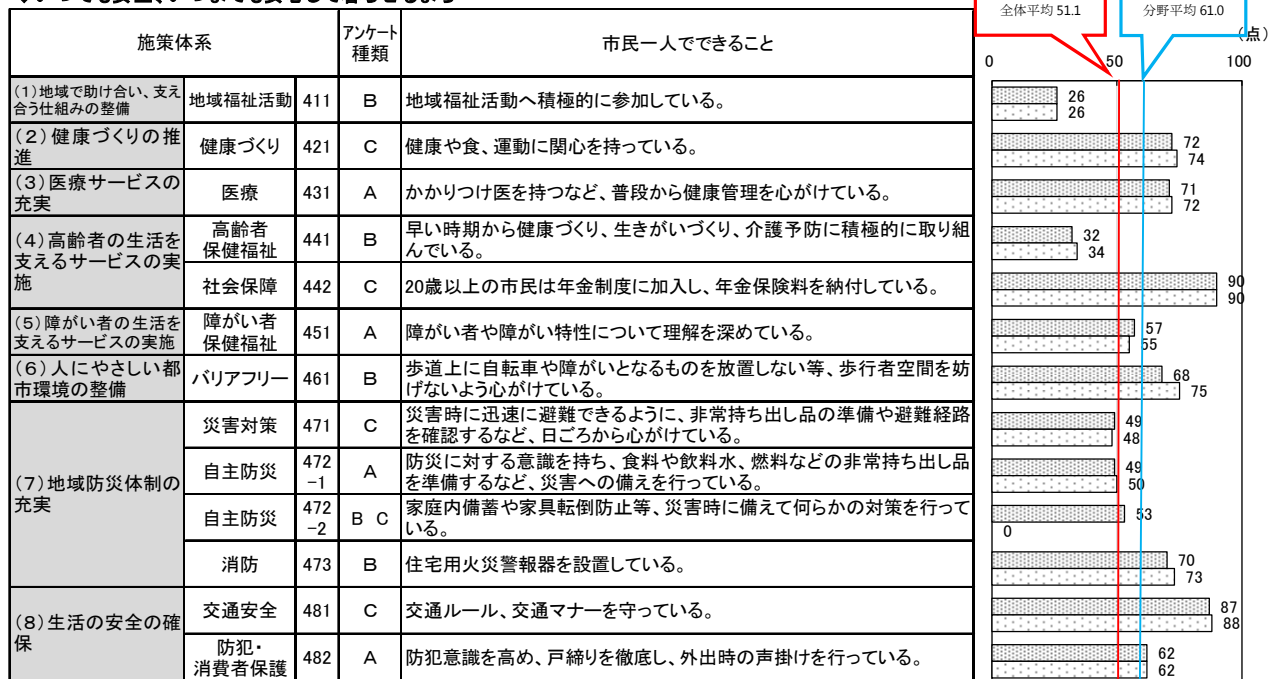 全体平均 51.1
分野平均 61.0
(点)
施策体系
アンケート
種類
市民一人でできること
0
50
100
(1)地域で助け合い、支え
合う仕組みの整備
地域福祉活動
411
B
地域福祉活動へ積極的に参加している。
26
26
(2)健康づくりの推
進
健康づくり
421
C
健康や食、運動に関心を持っている。
72
74
(3)医療サービスの
充実
医療
431
A
かかりつけ医を持つなど、普段から健康管理を心がけている。
71
72
(4)高齢者の生活を
支えるサービスの実
施
高齢者
保健福祉
441
B
早い時期から健康づくり、生きがいづくり、介護予防に積極的に取り組
んでいる。
32
34
社会保障
442
C
20歳以上の市民は年金制度に加入し、年金保険料を納付している。
90
90
(5)障がい者の生活を
支えるサービスの実施
障がい者
保健福祉
451
A
障がい者や障がい特性について理解を深めている。
57
55
(6)人にやさしい都
市環境の整備
バリアフリー
461
B
歩道上に自転車や障がいとなるものを放置しない等、歩行者空間を妨
げないよう心がけている。
68
75
(7)地域防災体制の
充実
災害対策
471
C
災害時に迅速に避難できるように、非常持ち出し品の準備や避難経路
を確認するなど、日ごろから心がけている。
49
48
自主防災
472
-1
A
防災に対する意識を持ち、食料や飲料水、燃料などの非常持ち出し品
を準備するなど、災害への備えを行っている。
49
50
自主防災
472
-2
B C
家庭内備蓄や家具転倒防止等、災害時に備えて何らかの対策を行って
いる。
53
0
消防
473
B
住宅用火災警報器を設置している。
70
73
(8)生活の安全の確
保
交通安全
481
C
交通ルール、交通マナーを守っている。
87
88
防犯・
消費者保護
482
A
防犯意識を高め、戸締りを徹底し、外出時の声掛けを行っている。
62
62